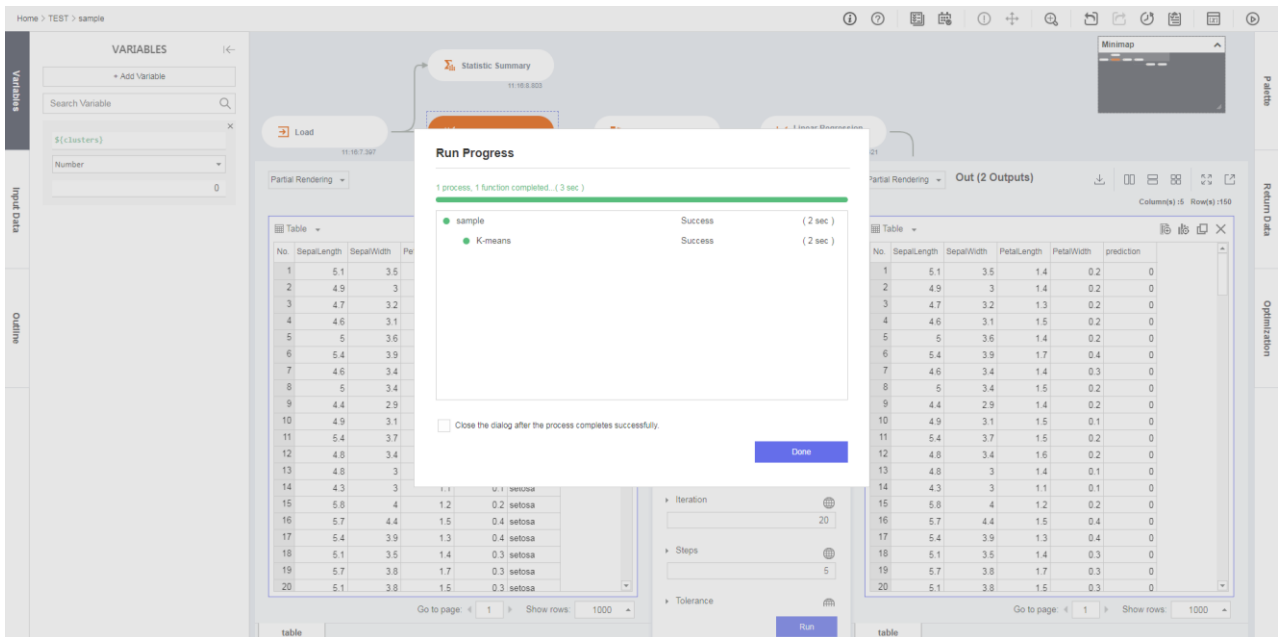 Home > TEST > sample
Variables
Input Data
Outline
VARIABLES
+ Add Variable
Search Variable
${clusters}
Number
0
Statistic Summary
11:16:6.803
Load
11:16:7.397
Linear Regression
Minimap
Palette
Return Data
Optimization
Run Progress
1 process, 1 function completed...( 3 sec )
sample Success ( 2 sec )
K-means Success ( 2 sec )
Close the dialog after the process completes successfully.
Done
Partial Rendering
Table
No. SepalLength SepalWidth Pe
1 5.1 3.5
2 4.9 3
3 4.7 3.2
4 4.6 3.1
5 5 3.6
6 5.4 3.9
7 4.6 3.4
8 5 3.4
9 4.4 2.9
10 4.9 3.1
11 5.4 3.7
12 4.8 3.4
13 4.8 3
14 4.3 3 1.1 0.1 setosa
15 5.8 4 1.2 0.2 setosa
16 5.7 4.4 1.5 0.4 setosa
17 5.4 3.9 1.3 0.4 setosa
18 5.1 3.5 1.4 0.3 setosa
19 5.7 3.8 1.7 0.3 setosa
20 5.1 3.8 1.5 0.3 setosa
Go to page: 1 Show rows: 1000
table
Iteration
20
Steps
5
Tolerance
Run
Partial Rendering Out (2 Outputs)
Column(s) :5 Row(s) :150
Table
No. SepalLength SepalWidth PetalLength PetalWidth prediction
1 5.1 3.5 1.4 0.2 0
2 4.9 3 1.4 0.2 0
3 4.7 3.2 1.3 0.2 0
4 4.6 3.1 1.5 0.2 0
5 5 3.6 1.4 0.2 0
6 5.4 3.9 1.7 0.4 0
7 4.6 3.4 1.4 0.3 0
8 5 3.4 1.5 0.2 0
9 4.4 2.9 1.4 0.2 0
10 4.9 3.1 1.5 0.1 0
11 5.4 3.7 1.5 0.2 0
12 4.8 3.4 1.6 0.2 0
13 4.8 3 1.4 0.1 0
14 4.3 3 1.1 0.1 0
15 5.8 4 1.2 0.2 0
16 5.7 4.4 1.5 0.4 0
17 5.4 3.9 1.3 0.4 0
18 5.1 3.5 1.4 0.3 0
19 5.7 3.8 1.7 0.3 0
20 5.1 3.8 1.5 0.3 0
Go to page: 1 Show rows: 1000
table